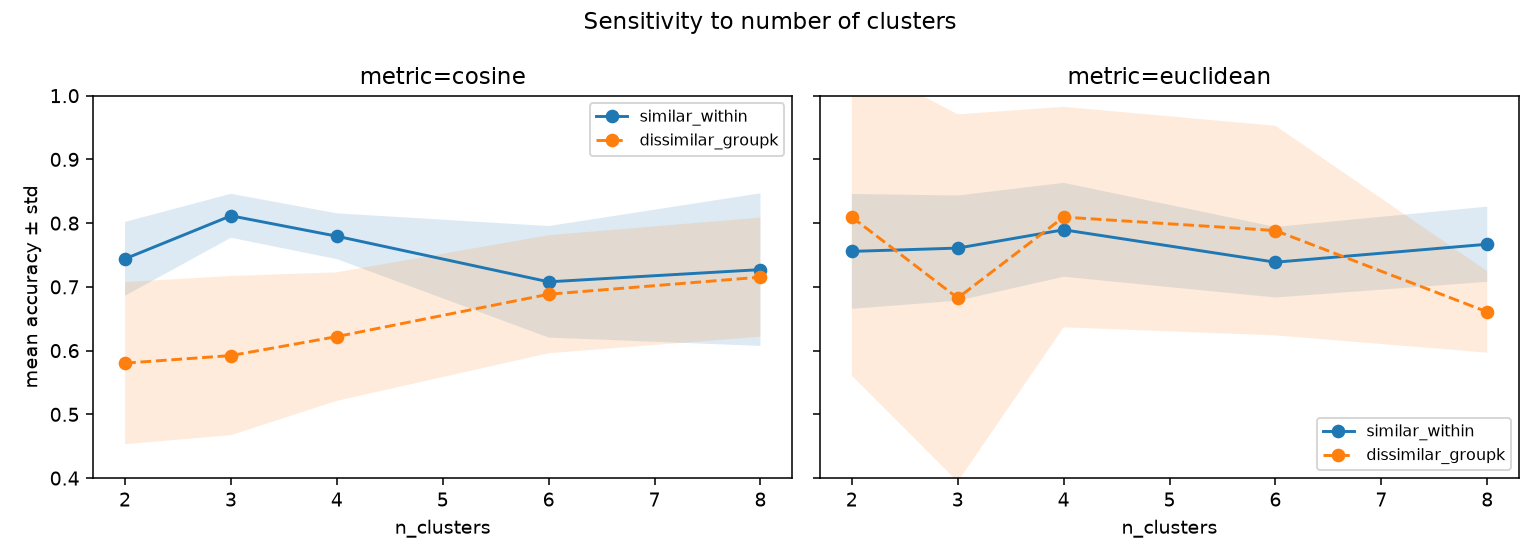 Sensitivity to number of clusters
metric=cosine
mean accuracy ± std
1.0
0.9
0.8
0.7
0.6
0.5
0.4
similar_within
dissimilar_groupk
2 3 4 5 6 7 8
n_clusters
metric=euclidean
similar_within
dissimilar_groupk
2 3 4 5 6 7 8
n_clusters